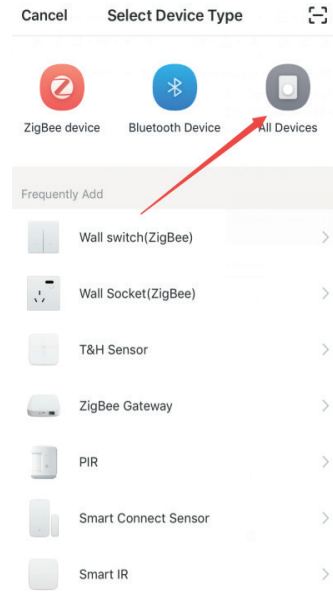 Cancel Select Device Type
ZigBee device Bluetooth Device All Devices
Frequently Add
Wall switch(ZigBee)
Wall Socket(ZigBee)
T&H Sensor
ZigBee Gateway
PIR
Smart Connect Sensor
Smart IR